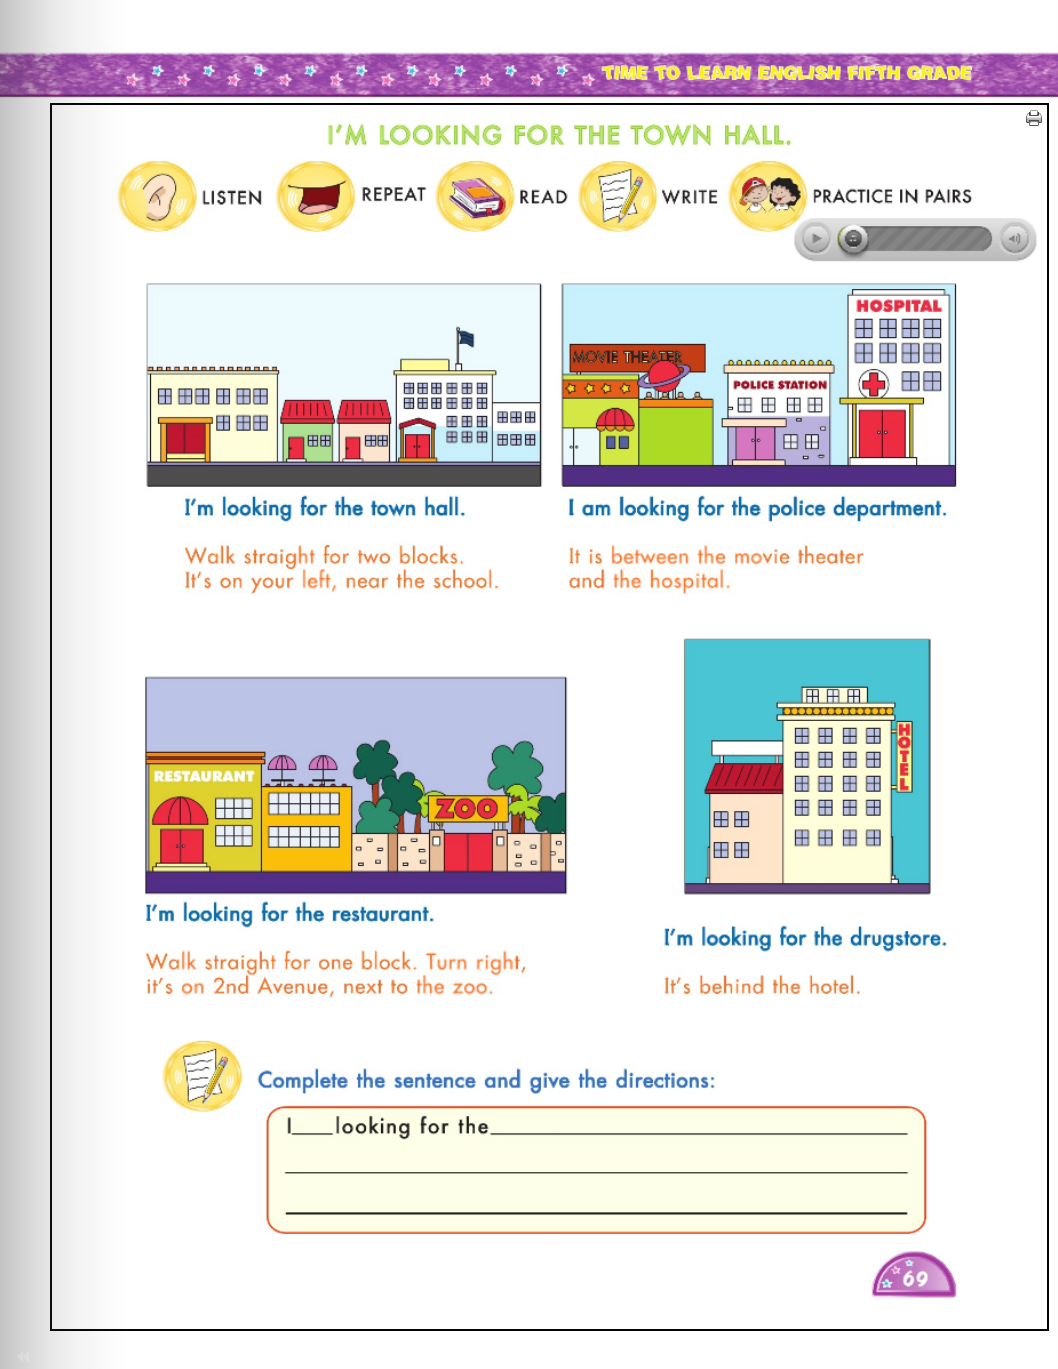 TIME TO LEARN ENGLISH FIFTH GRADE
I'M LOOKING FOR THE TOWN HALL.
LISTEN
REPEAT
READ
WRITE
PRACTICE IN PAIRS
MOVIE THEATER
POLICE STATION
HOSPITAL
I'm looking for the town hall.
Walk straight for two blocks.
It's on your left, near the school.
I am looking for the police department.
It is between the movie theater
and the hospital.
RESTAURANT
ZOO
HOTEL
I'm looking for the restaurant.
Walk straight for one block. Turn right,
it's on 2nd Avenue, next to the zoo.
I'm looking for the drugstore.
It's behind the hotel.
Complete the sentence and give the directions:
I____looking for the____
69